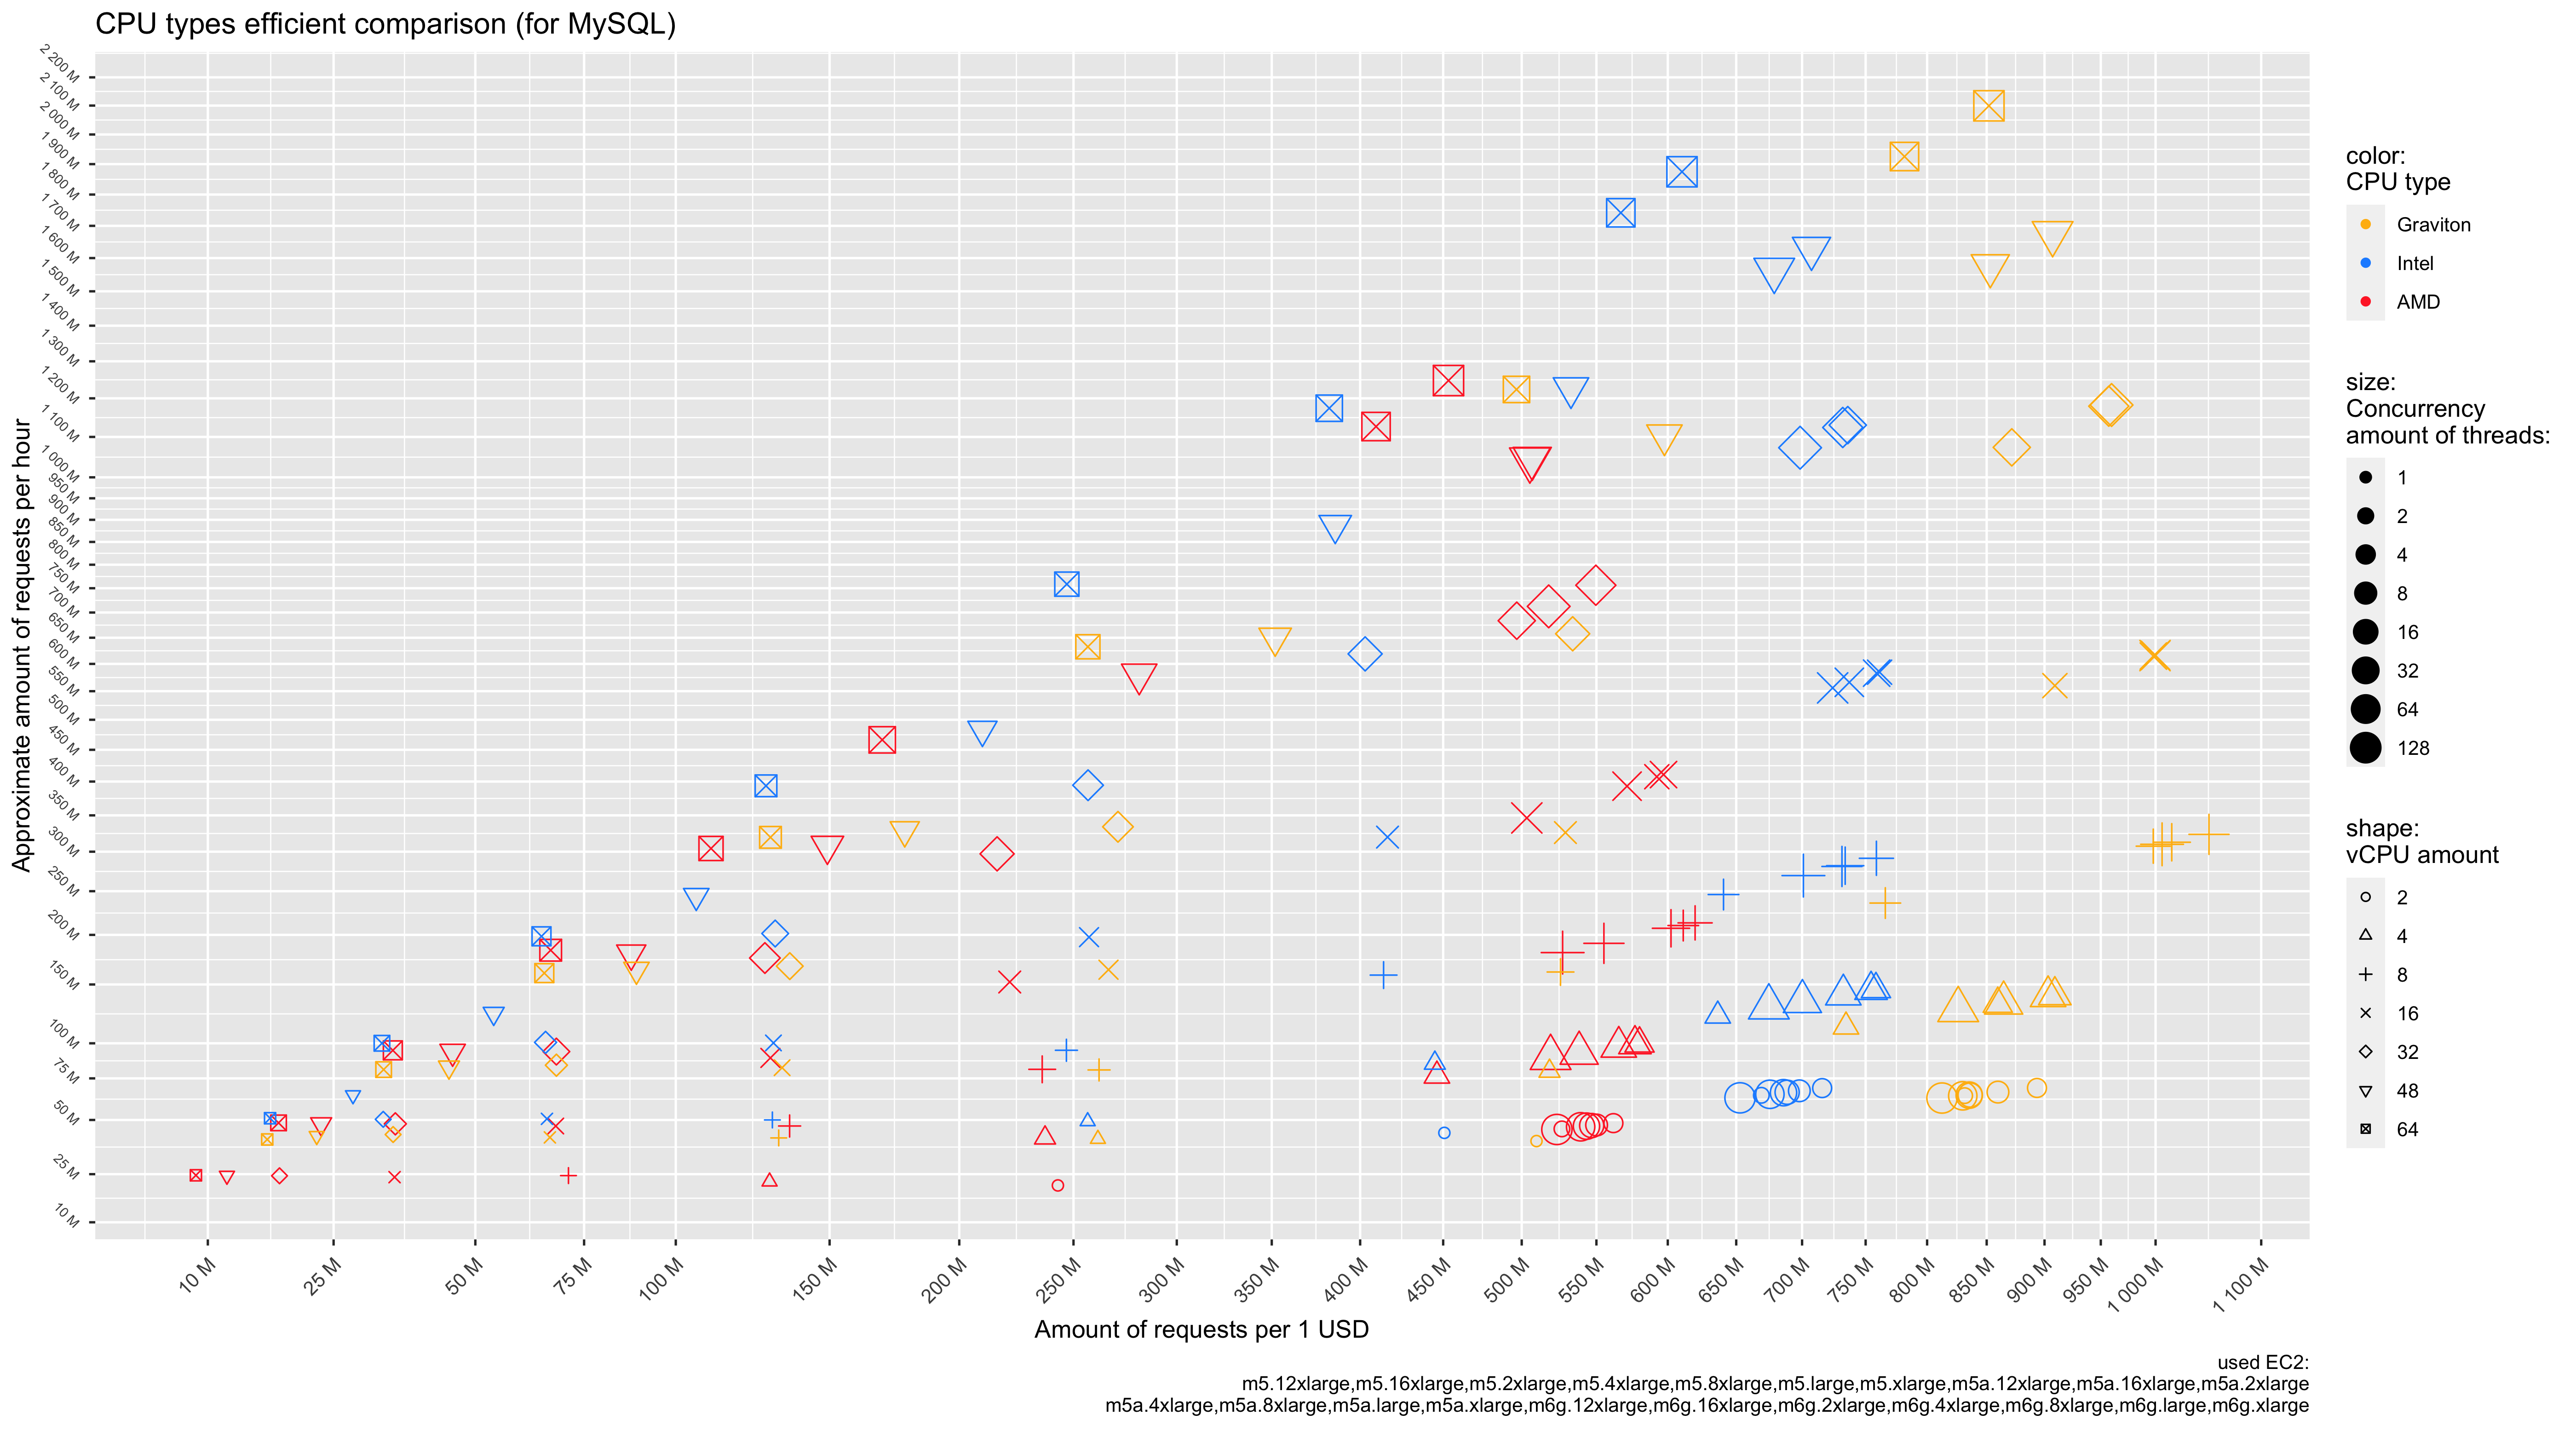 CPU types efficient comparison (for MySQL)
Approximate amount of requests per hour
2 200 M
2 100 M
2 000 M
1 900 M
1 800 M
1 700 M
1 600 M
1 500 M
1 400 M
1 300 M
1 200 M
1 100 M
1 000 M
950 M
900 M
850 M
800 M
750 M
700 M
650 M
600 M
550 M
500 M
450 M
400 M
350 M
300 M
250 M
200 M
150 M
100 M
75 M
50 M
25 M
10 M
10 M 25 M 50 M 75 M 100 M 150 M 200 M 250 M 300 M 350 M 400 M 450 M 500 M 550 M 600 M 650 M 700 M 750 M 800 M 850 M 900 M 950 M 1 000 M 1 100 M
Amount of requests per 1 USD
color:
CPU type
Graviton
Intel
AMD
size:
Concurrency
amount of threads:
1
2
4
8
16
32
64
128
shape:
vCPU amount
2
4
8
16
32
48
64
used EC2:
m5.12xlarge,m5.16xlarge,m5.2xlarge,m5.4xlarge,m5.8xlarge,m5.large,m5.xlarge,m5a.12xlarge,m5a.16xlarge,m5a.2xlarge
m5a.4xlarge,m5a.8xlarge,m5a.large,m5a.xlarge,m6g.12xlarge,m6g.16xlarge,m6g.2xlarge,m6g.4xlarge,m6g.8xlarge,m6g.large,m6g.xlarge